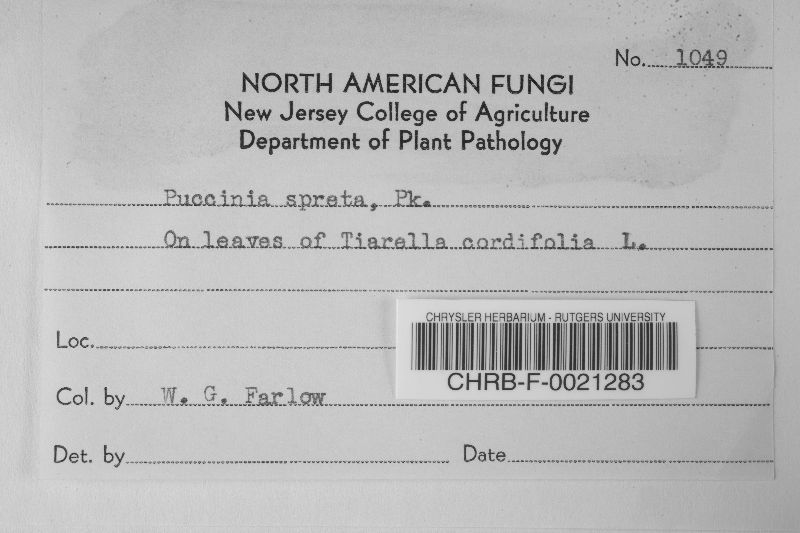 No. 1049
NORTH AMERICAN FUNGI
New Jersey College of Agriculture
Department of Plant Pathology
Puccinia spreta, Pk.
On leaves of Tiarella cordifolia L.
Loc.
CHRYSLER HERBARIUM - RUTGERS UNIVERSITY
CHRB-F-0021283
Col. by W. G. Farlow
Det. by Date